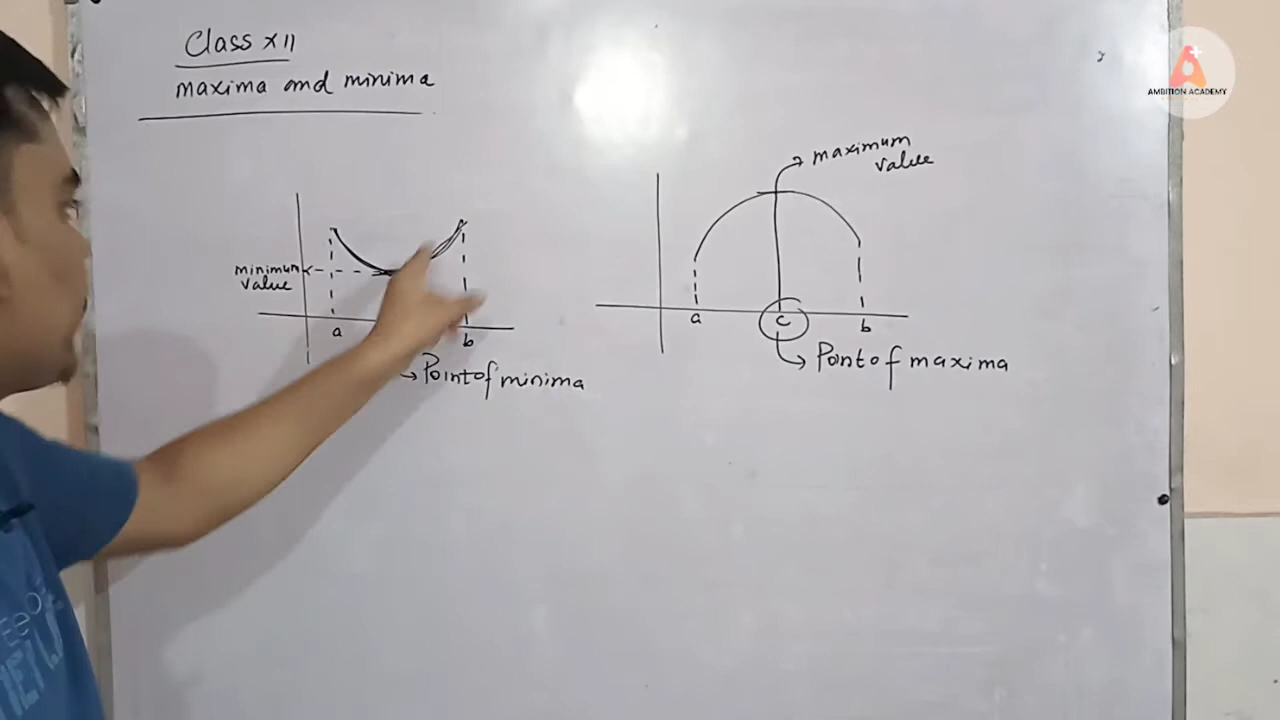 Class XII
maxima and minima
AMBITION ACADEMY
minimum
value
a
b
Point of minima
maximum
value
a
c
b
Point of maxima